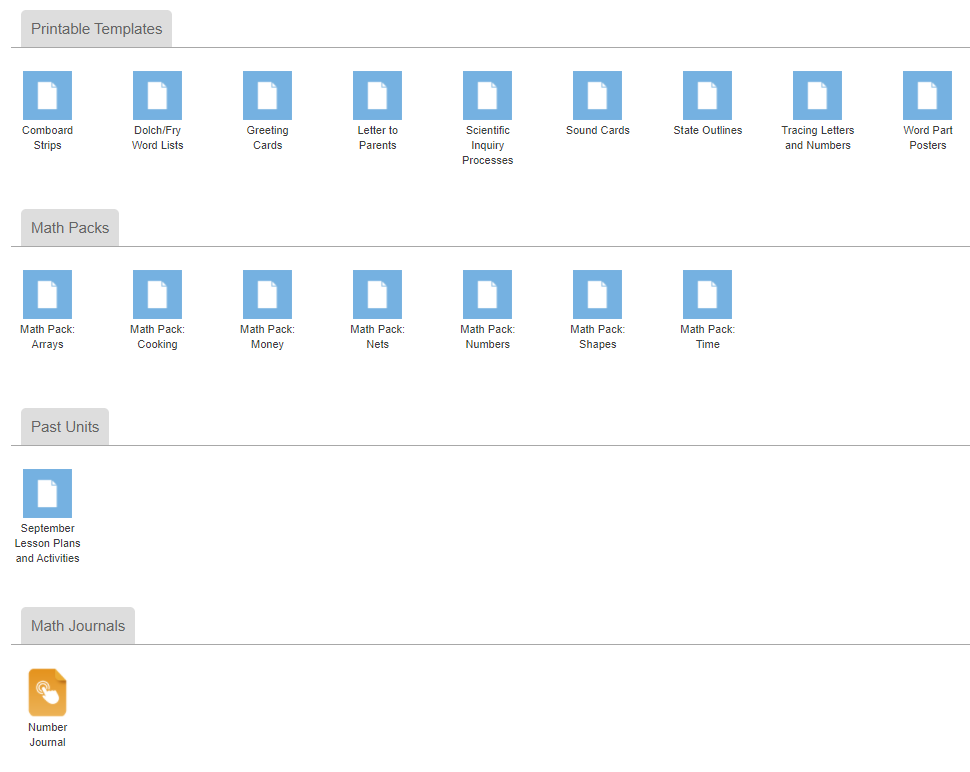 Printable Templates
Comboard
Strips
Dolch/Fry
Word Lists
Greeting
Cards
Letter to
Parents
Scientific
Inquiry
Processes
Sound Cards
State Outlines
Tracing Letters
and Numbers
Word Part
Posters
Math Packs
Math Pack:
Arrays
Math Pack:
Cooking
Math Pack:
Money
Math Pack:
Nets
Math Pack:
Numbers
Math Pack:
Shapes
Math Pack:
Time
Past Units
September
Lesson Plans
and Activities
Math Journals
Number
Journal